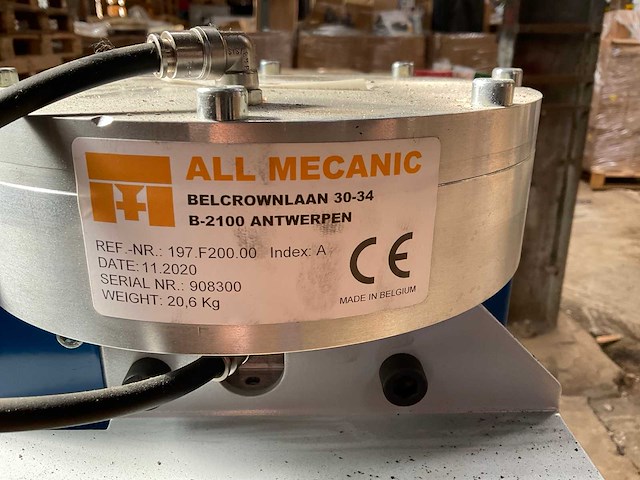 ALL MECANIC
BELCROWNLAAN 30-34
B-2100 ANTWERPEN
REF.-NR.: 197.F200.00 Index: A
DATE: 11.2020
SERIAL NR.: 908300
WEIGHT: 20,6 Kg
CE
MADE IN BELGIUM